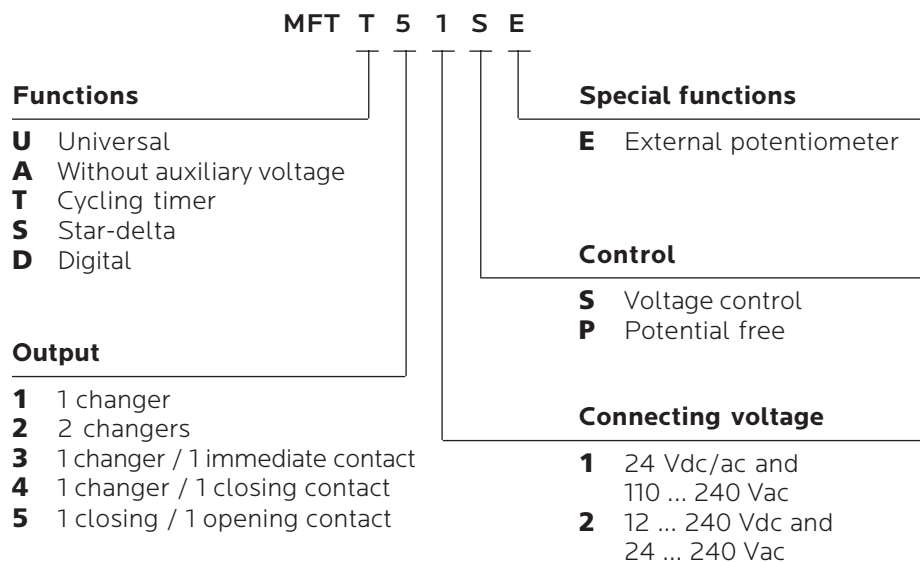 MFT T 5 1 S E
Functions
U Universal
A Without auxiliary voltage
T Cycling timer
S Star-delta
D Digital
Output
1 1 changer
2 2 changers
3 1 changer / 1 immediate contact
4 1 changer / 1 closing contact
5 1 closing / 1 opening contact
Special functions
E External potentiometer
Control
S Voltage control
P Potential free
Connecting voltage
1 24 Vdc/ac and
110 ... 240 Vac
2 12 ... 240 Vdc and
24 ... 240 Vac